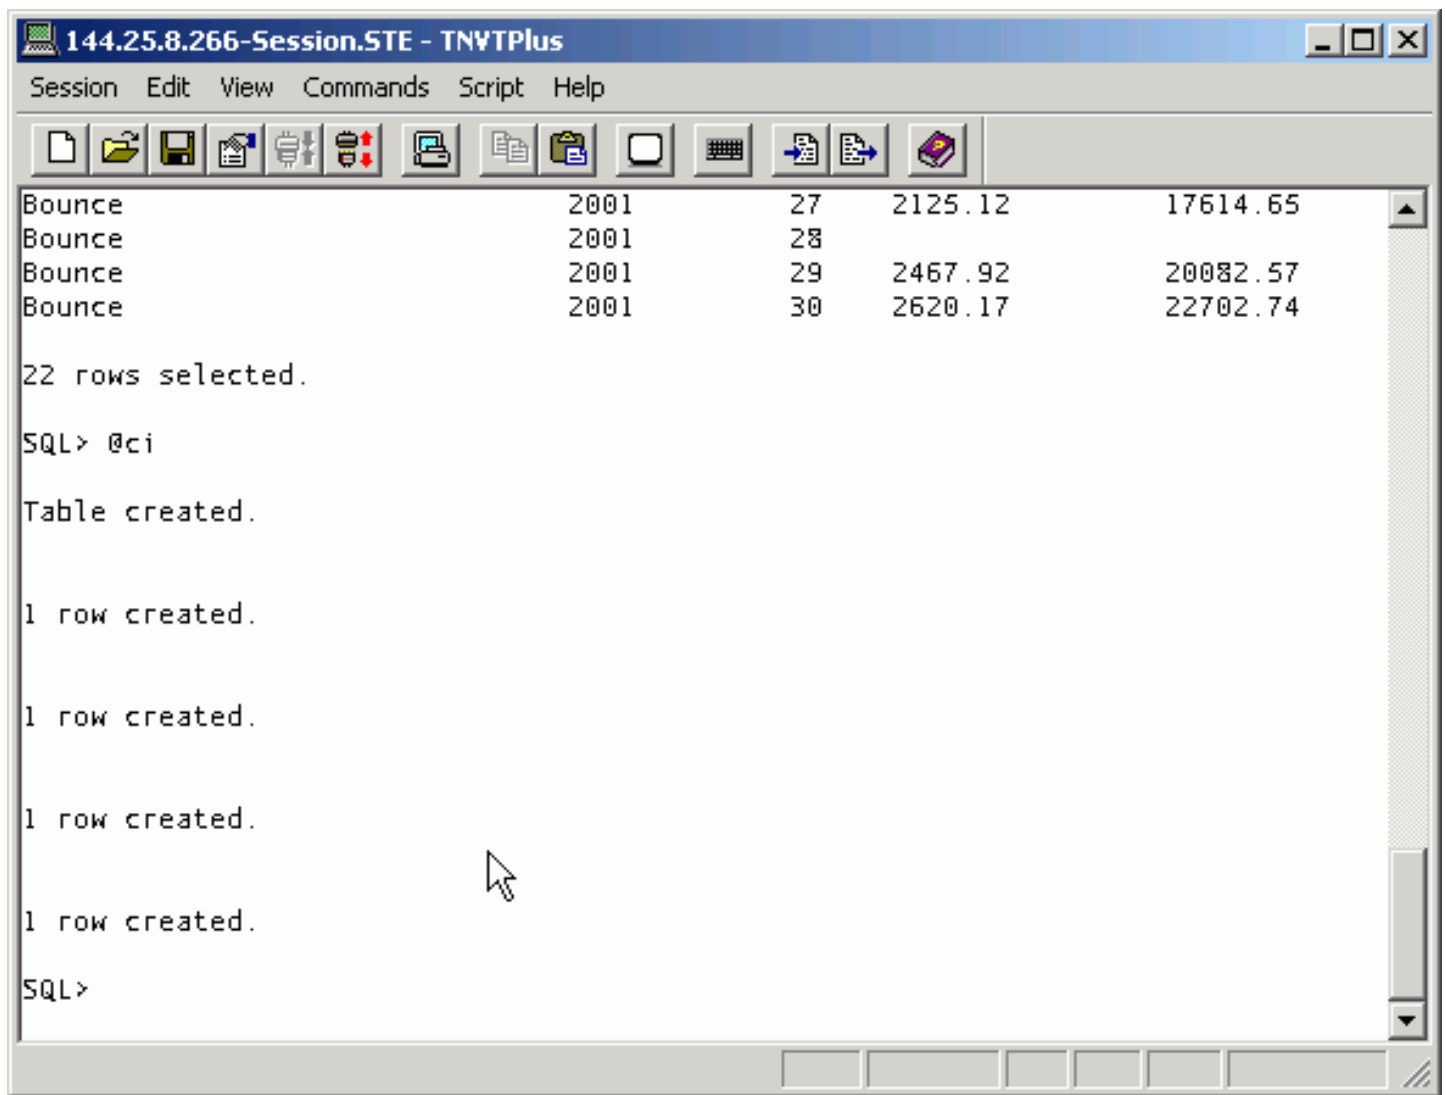 144.25.8.266-Session.STE - TNVTPlus
Session Edit View Commands Script Help
Bounce 2001 27 2125.12 17614.65
Bounce 2001 28
Bounce 2001 29 2467.92 20082.57
Bounce 2001 30 2620.17 22702.74
22 rows selected.
SQL> @ci
Table created.
1 row created.
1 row created.
1 row created.
1 row created.
SQL>